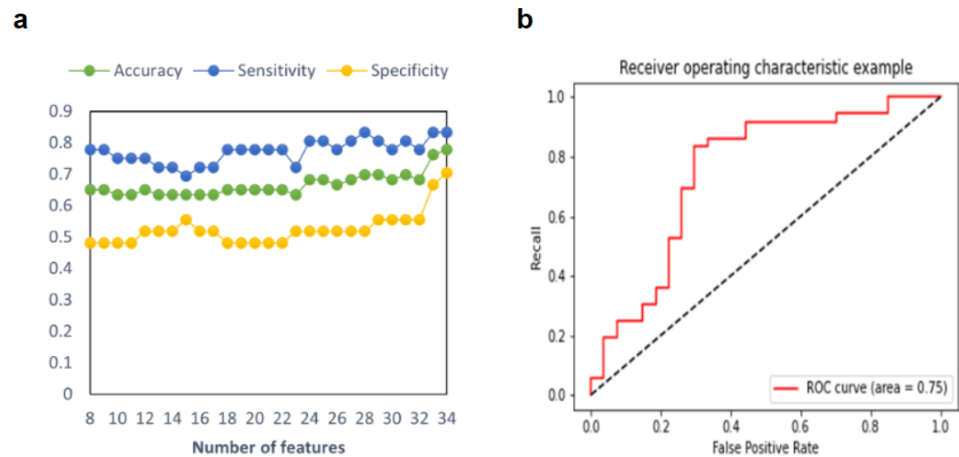 a
Accuracy Sensitivity Specificity
0.9
0.8
0.7
0.6
0.5
0.4
0.3
0.2
0.1
0
8 10 12 14 16 18 20 22 24 26 28 30 32 34
Number of features
b
Receiver operating characteristic example
1.0
0.8
0.6
0.4
0.2
0.0
Recall
ROC curve (area = 0.75)
0.0 0.2 0.4 0.6 0.8 1.0
False Positive Rate